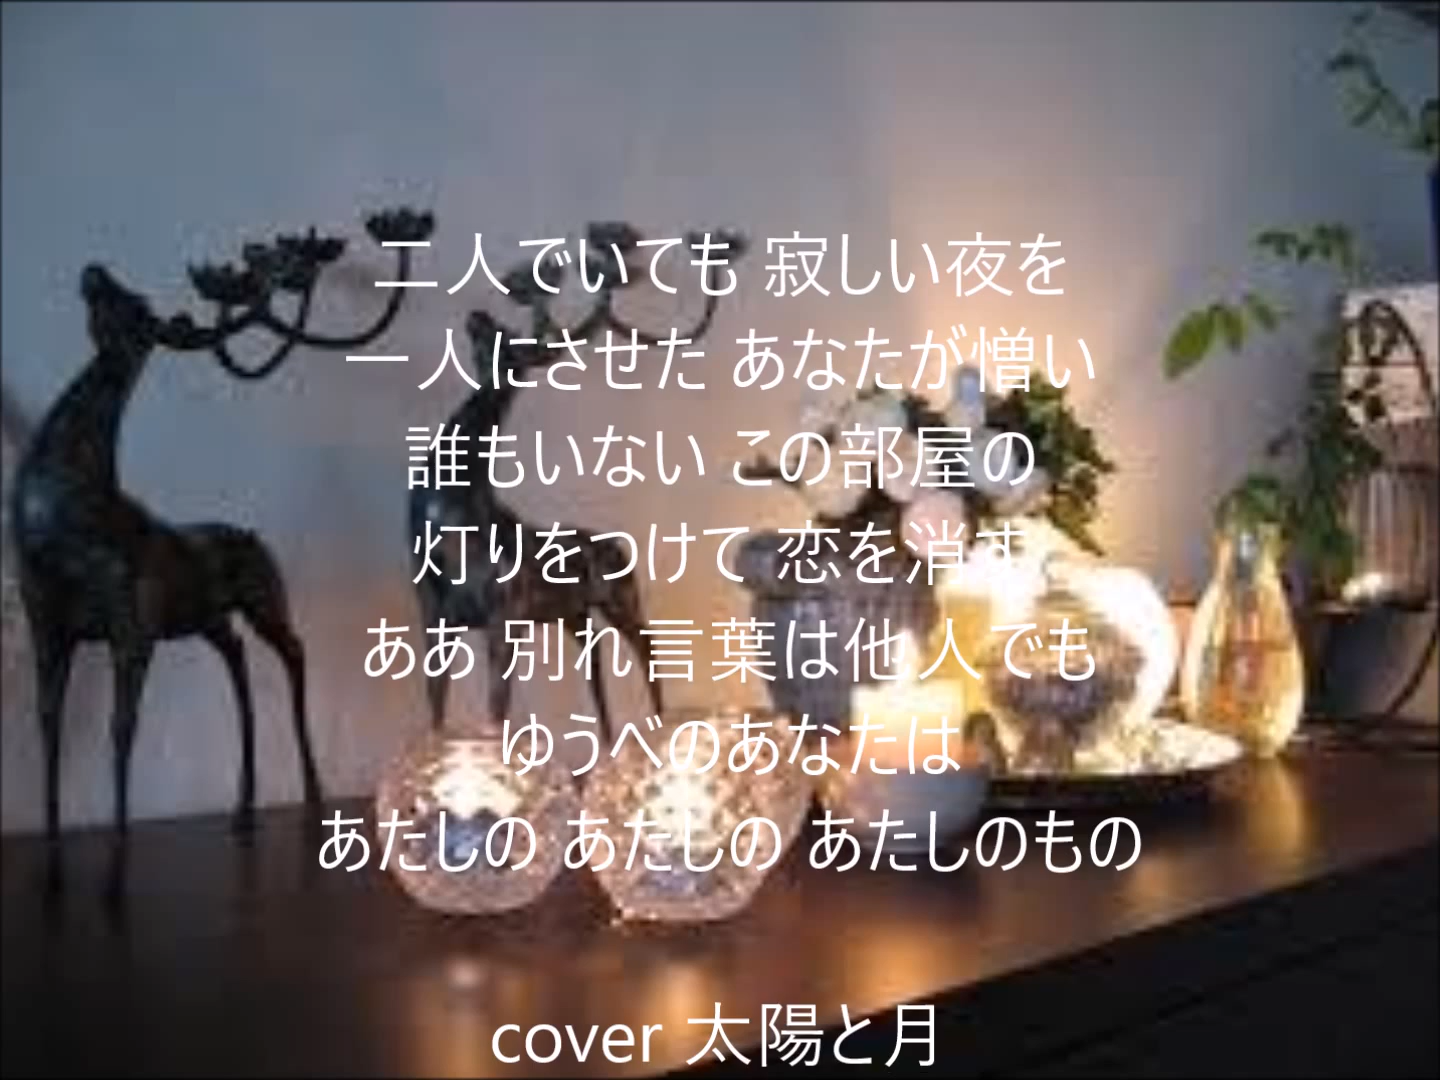 二人でいても 寂しい夜を
一人にさせた あなたが憎い
誰もいない この部屋の
灯りをつけて 恋を消す
ああ 別れ言葉は他人でも
ゆうべのあなたは
あたしの あたしの あたしのもの
cover 太陽と月